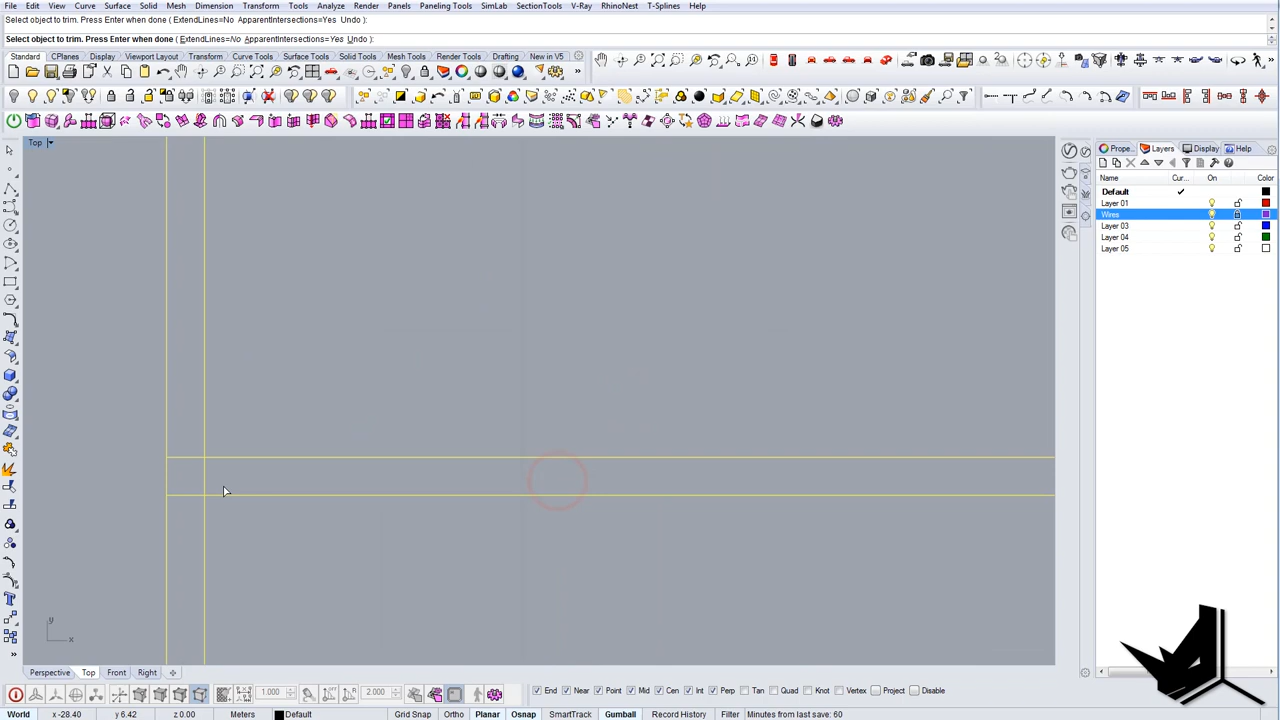 File Edit View Curve Surface Solid Mesh Dimension Transform Tools Analyze Render Panels Paneling Tools SimLab SectionTools V-Ray RhinoNest T-Splines Help
Select object to trim. Press Enter when done ( ExtendLines=No ApparentIntersections=Yes Undo ):
Select object to trim. Press Enter when done ( ExtendLines=No ApparentIntersections=Yes Undo ):
Standard CPlanes Display Viewport Layout Transform Curve Tools Surface Tools Solid Tools Mesh Tools Render Tools Drafting New in V5
Top
Prope... Layers Display Help
Name Cur... On Color
Default
Layer 01
Wires
Layer 03
Layer 04
Layer 05
y
x
Perspective Top Front Right
1.000 2.000 End Near Point Mid Cen Int Perp Tan Quad Knot Vertex Project Disable
World x -28.40 y 6.42 z 0.00 Meters Default Grid Snap Ortho Planar Osnap SmartTrack Gumball Record History Filter Minutes from last save: 60